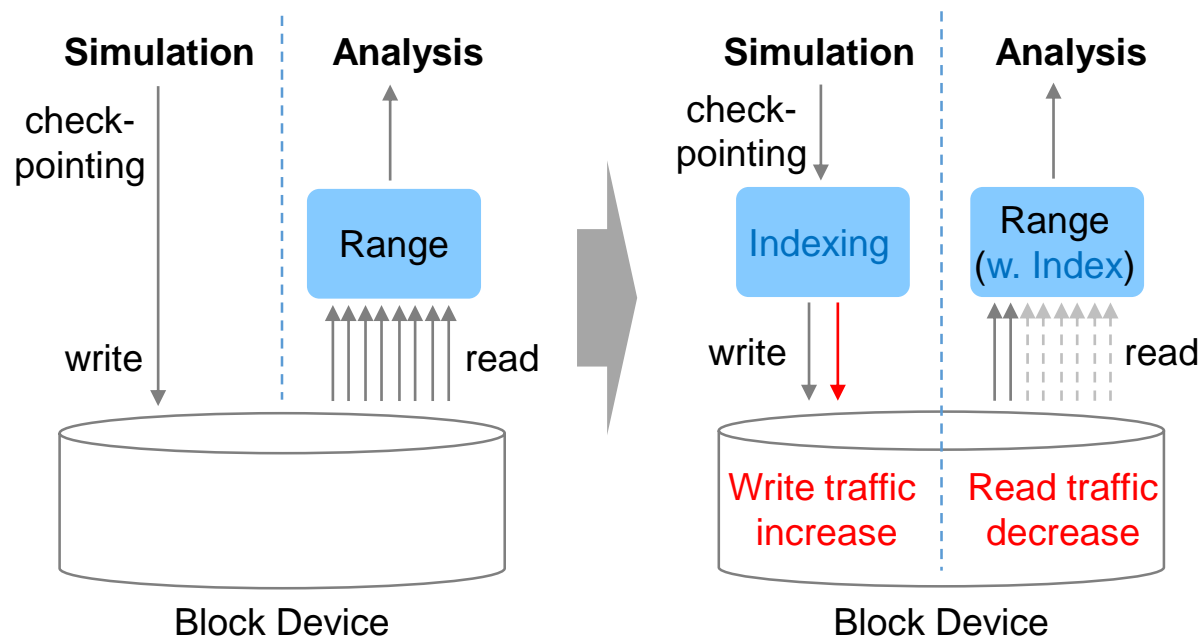 Simulation
Analysis
check-
pointing
Range
write
read
Block Device
Simulation
Analysis
check-
pointing
Indexing
Range
(w. Index)
write
read
Write traffic
increase
Read traffic
decrease
Block Device